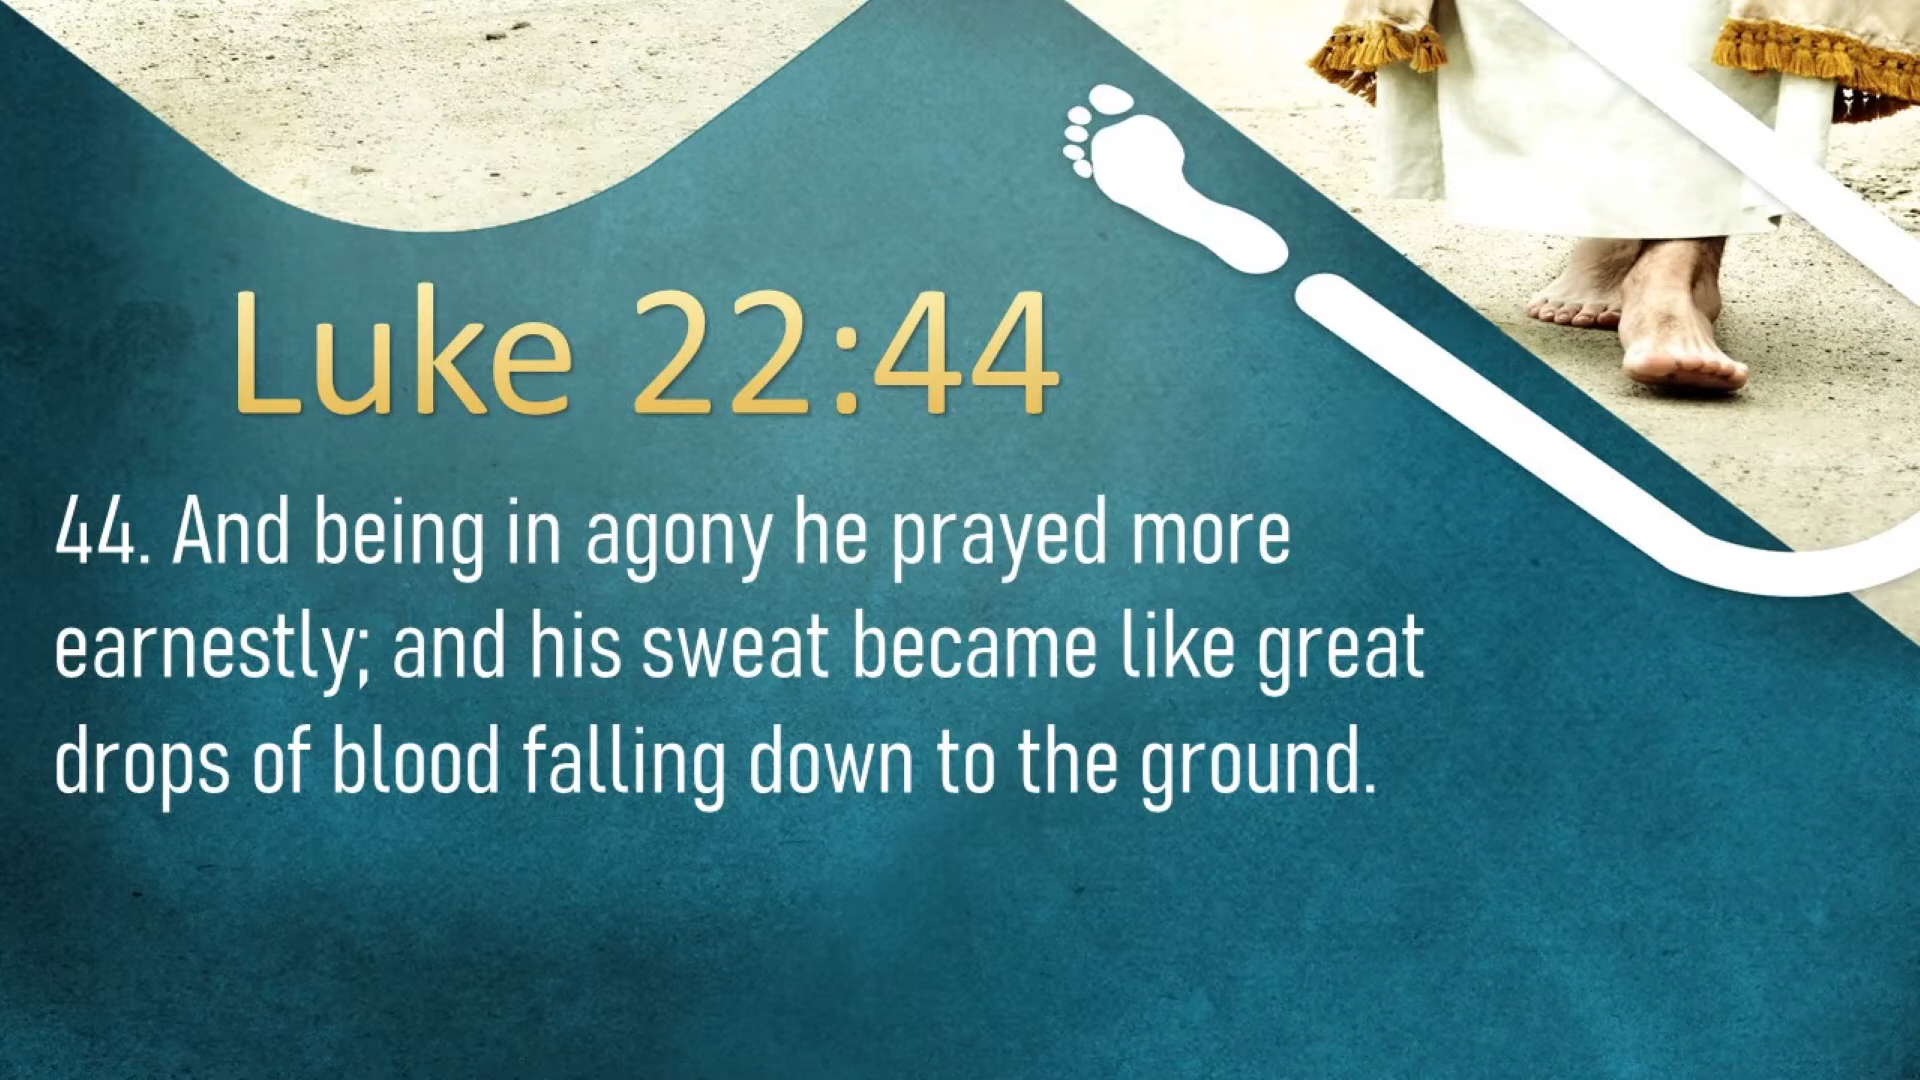 Luke 22:44
44. And being in agony he prayed more
earnestly; and his sweat became like great
drops of blood falling down to the ground.